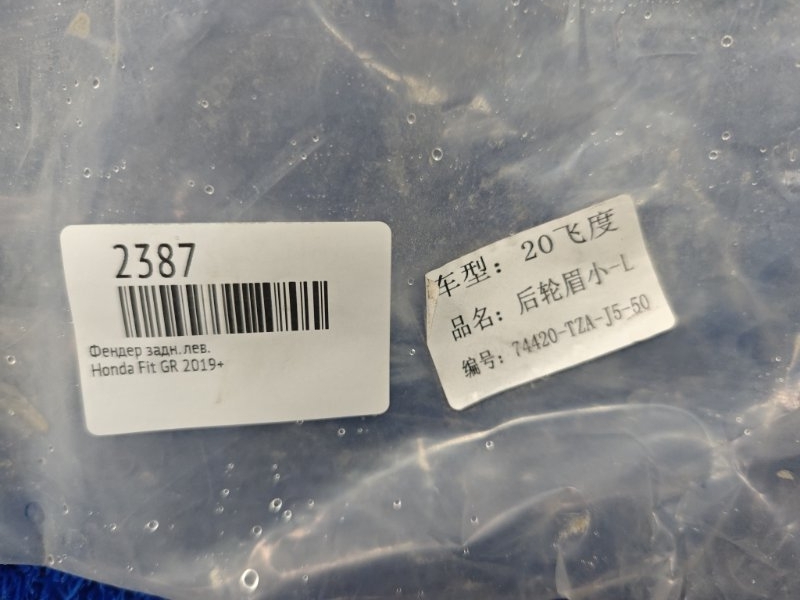 2387
Фендер задн.лев.
Honda Fit GR 2019+
车型：20飞度
品名：后轮眉小-L
编号：74420-TZA-J5-50